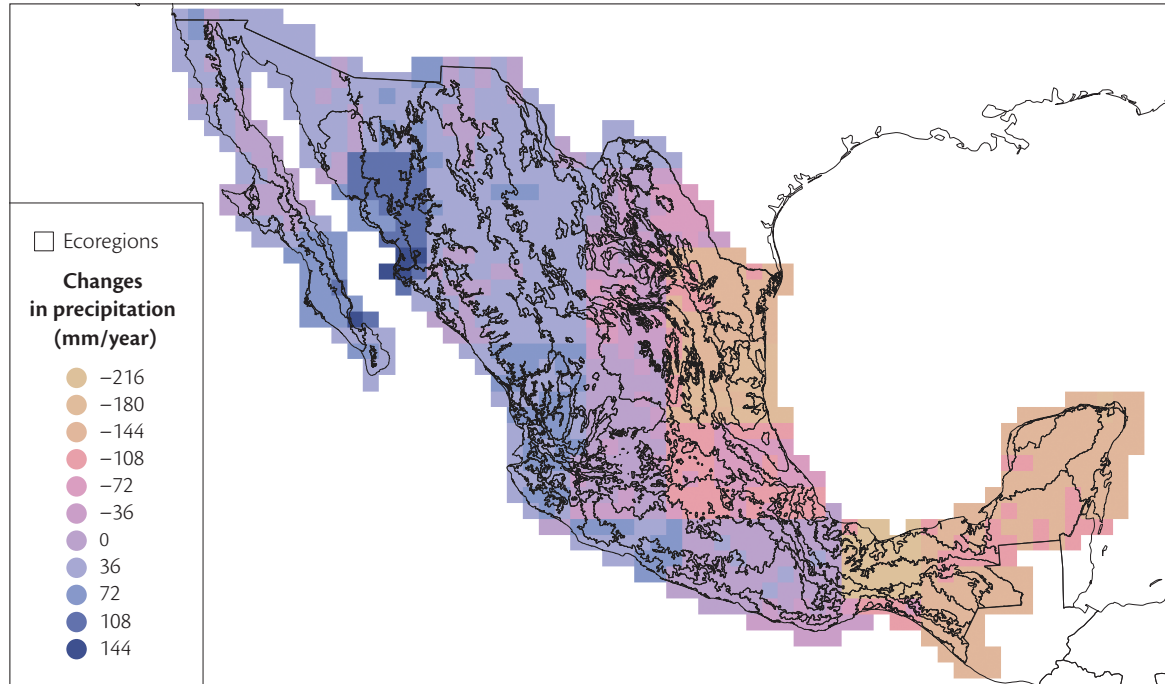 Ecoregions
Changes
in precipitation
(mm/year)
−216
−180
−144
−108
−72
−36
0
36
72
108
144